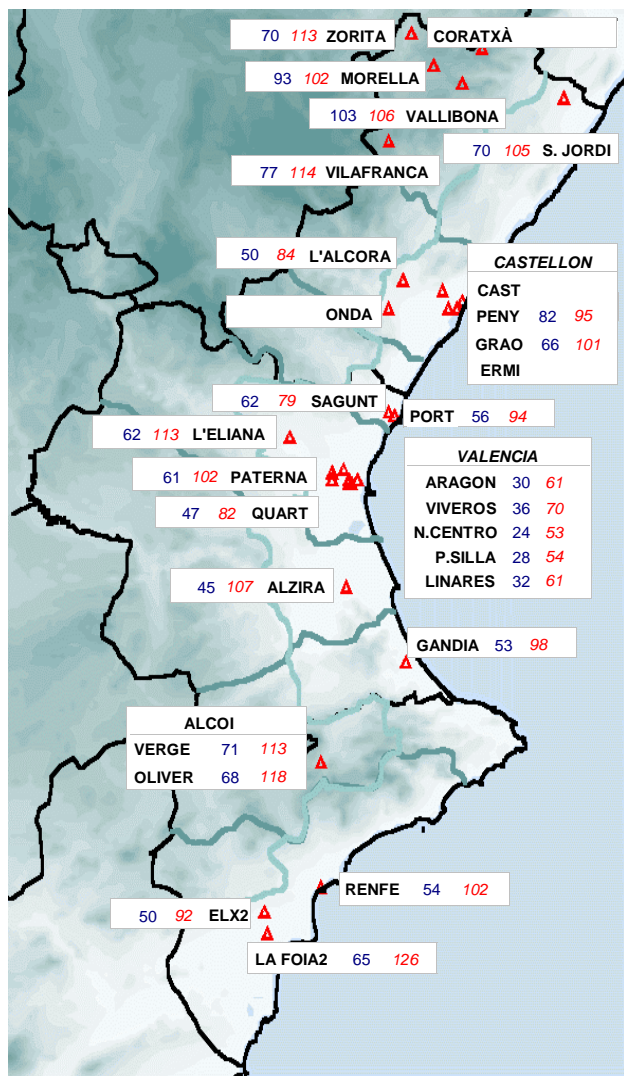 70 113 ZORITA
CORATXÀ
93 102 MORELLA
103 106 VALLIBONA
70 105 S. JORDI
77 114 VILAFRANCA
50 84 L'ALCORA
ONDA
CASTELLON
CAST
PENY 82 95
GRAO 66 101
ERMI
62 79 SAGUNT
PORT 56 94
62 113 L'ELIANA
61 102 PATERNA
47 82 QUART
VALENCIA
ARAGON 30 61
VIVEROS 36 70
N.CENTRO 24 53
P.SILLA 28 54
LINARES 32 61
45 107 ALZIRA
GANDIA 53 98
ALCOI
VERGE 71 113
OLIVER 68 118
RENFE 54 102
50 92 ELX2
LA FOIA2 65 126